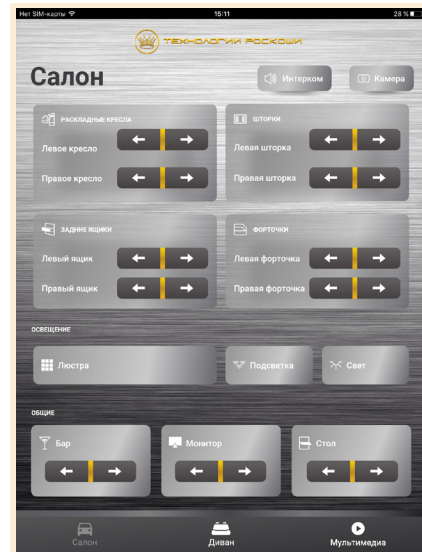 Нет SIM-карты 15:11 28 %
ТЕХНОЛОГИИ РОСКОШИ
Салон
Интерком
Камера
РАСКЛАДНЫЕ КРЕСЛА
Левое кресло
Правое кресло
ШТОРКИ
Левая шторка
Правая шторка
ЗАДНИЕ ЯЩИКИ
Левый ящик
Правый ящик
ФОРТОЧКИ
Левая форточка
Правая форточка
ОСВЕЩЕНИЕ
Люстра
Подсветка
Свет
ОБЩИЕ
Бар
Монитор
Стол
Салон
Диван
Мультимедиа